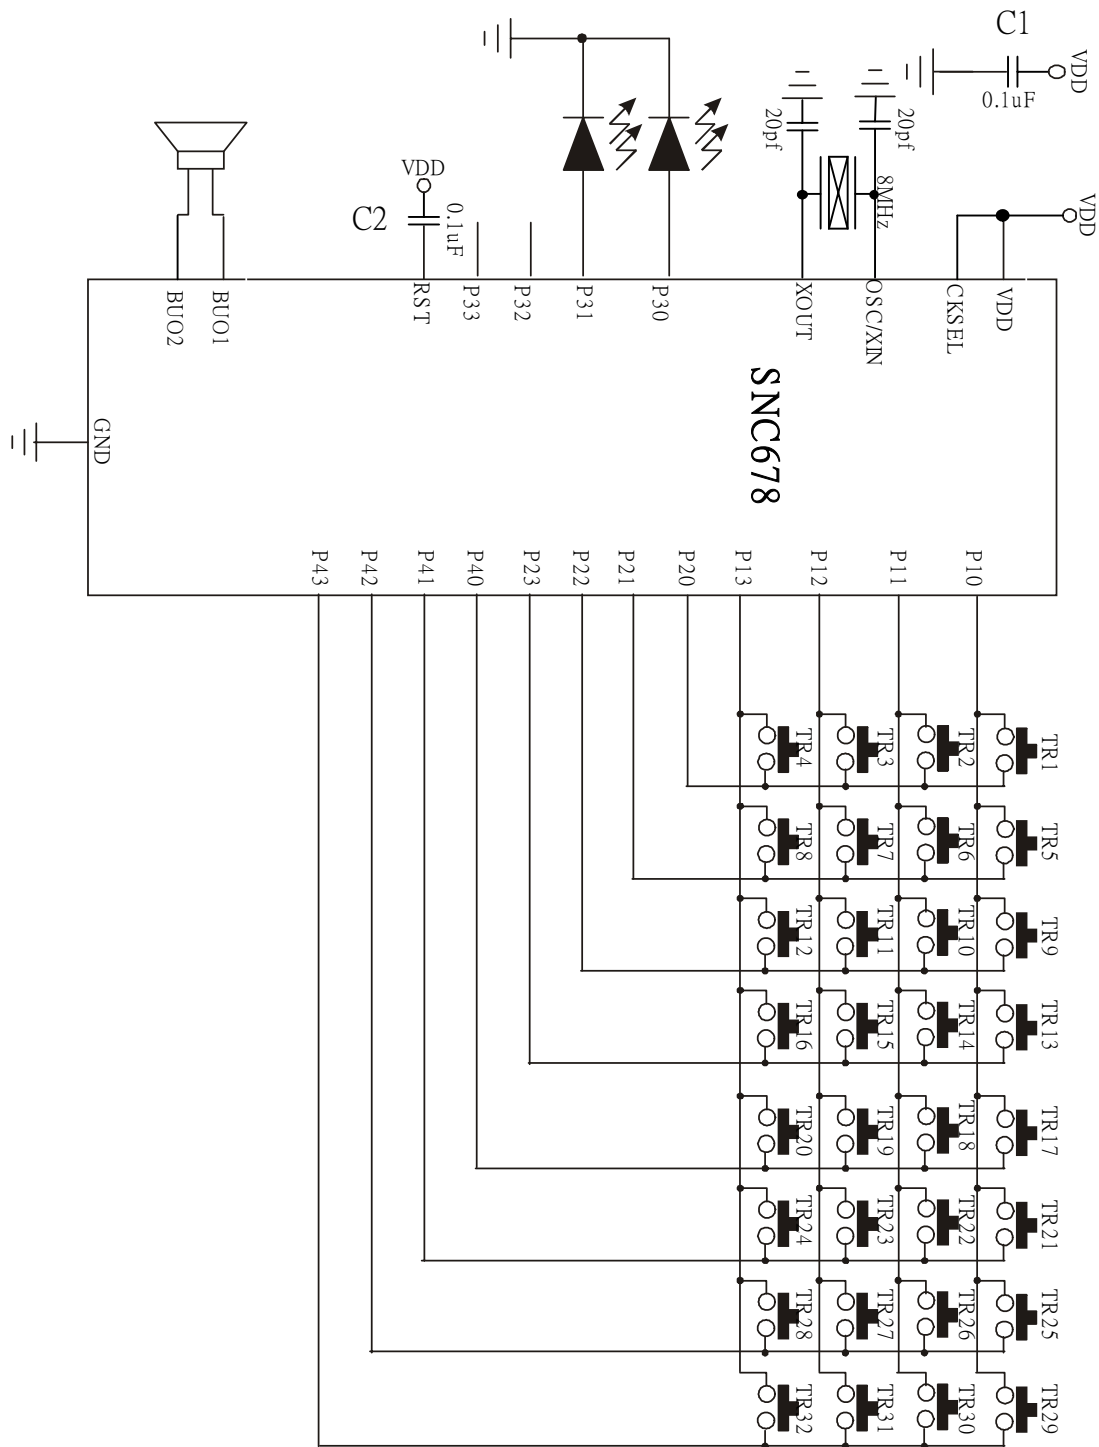 C1
VDD
0.1uF
20pf
20pf
8MHz
VDD
VDD
C2
0.1uF
BUO2
BUO1
RST
P33
P32
P31
P30
XOUT
OSC/XIN
CKSEL
VDD
SNC678
GND
P43
P42
P41
P40
P23
P22
P21
P20
P13
P12
P11
P10
TR4
TR3
TR2
TR1
TR8
TR7
TR6
TR5
TR12
TR11
TR10
TR9
TR16
TR15
TR14
TR13
TR20
TR19
TR18
TR17
TR24
TR23
TR22
TR21
TR28
TR27
TR26
TR25
TR32
TR31
TR30
TR29